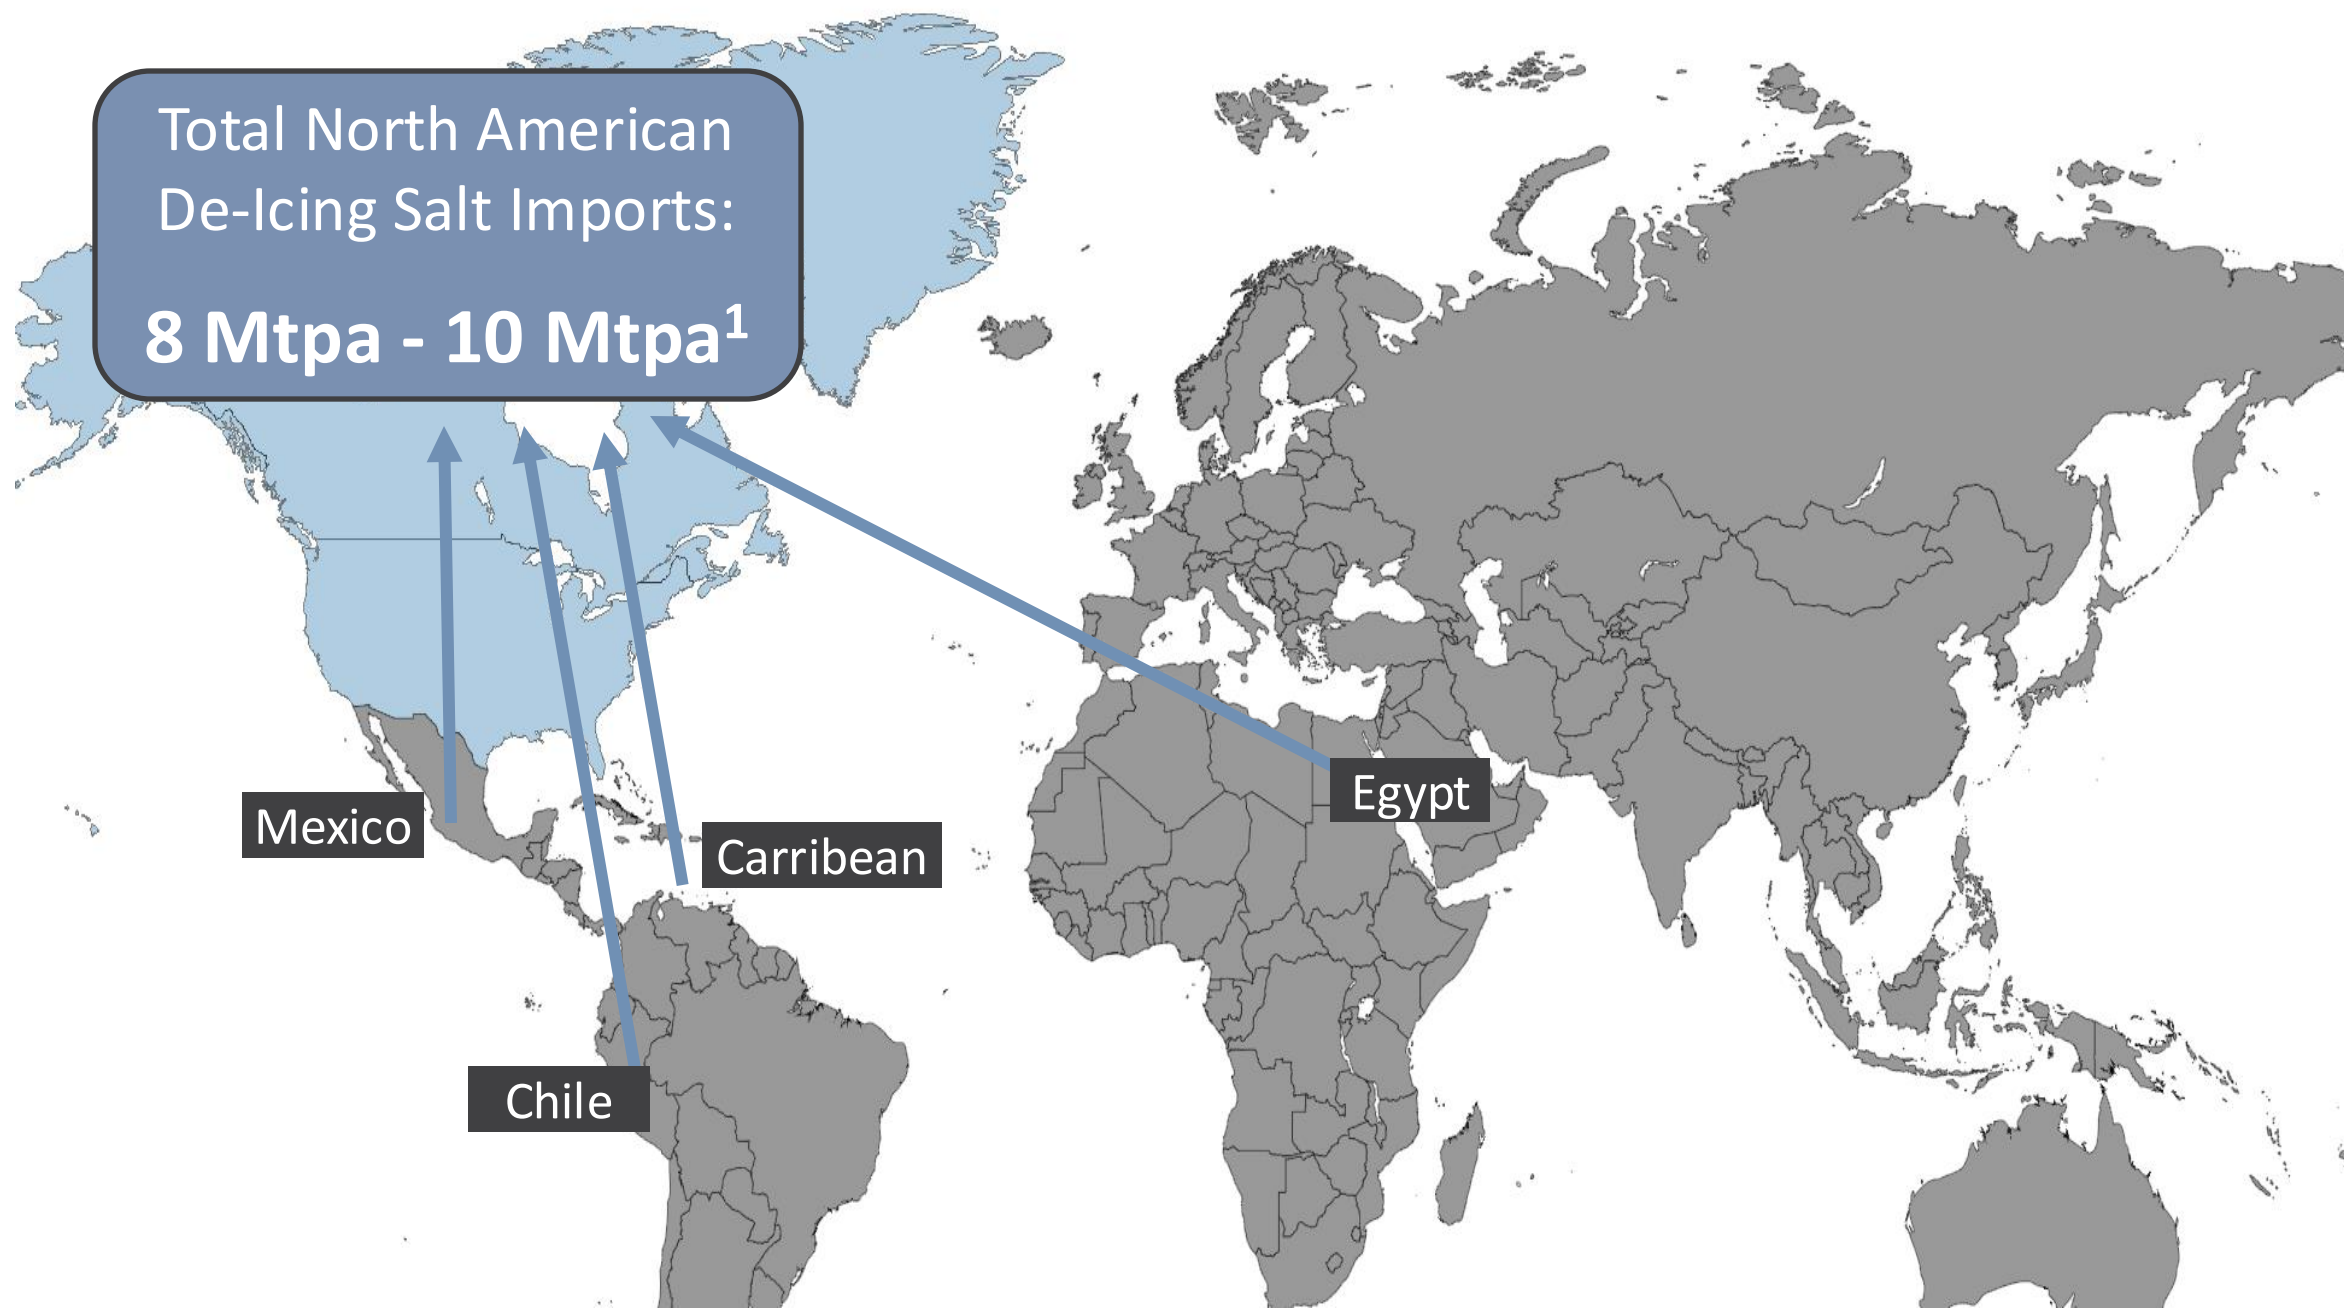 Total North American
De-Icing Salt Imports:
8 Mtpa - 10 Mtpa¹
Mexico
Carribean
Egypt
Chile